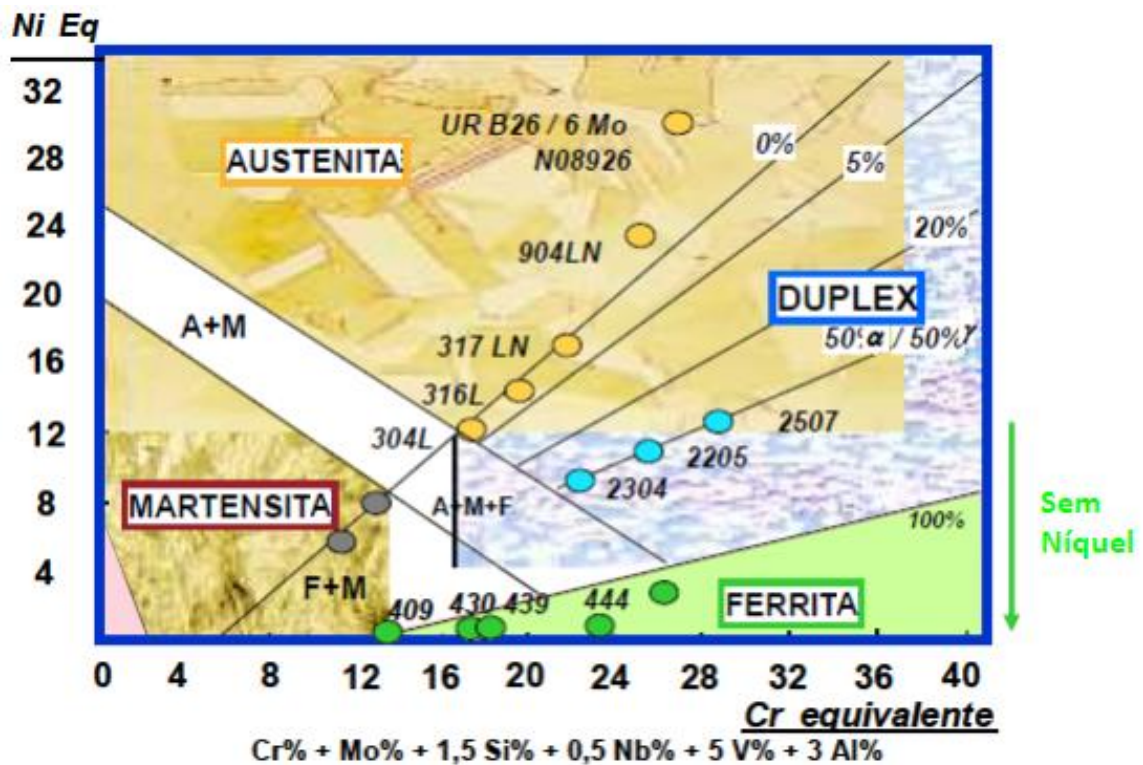 Ni Eq
32
28
24
20
16
12
8
4
UR B26 / 6 Mo
N08926
AUSTENITA
0%
5%
904LN
20%
DUPLEX
A+M
317 LN
50% α / 50% γ
316L
304L
2507
2205
2304
MARTENSITA
A+M+F
100%
Sem
Níquel
F+M
409 430 439 444
FERRITA
0 4 8 12 16 20 24 28 32 36 40
Cr equivalente
Cr% + Mo% + 1,5 Si% + 0,5 Nb% + 5 V% + 3 Al%